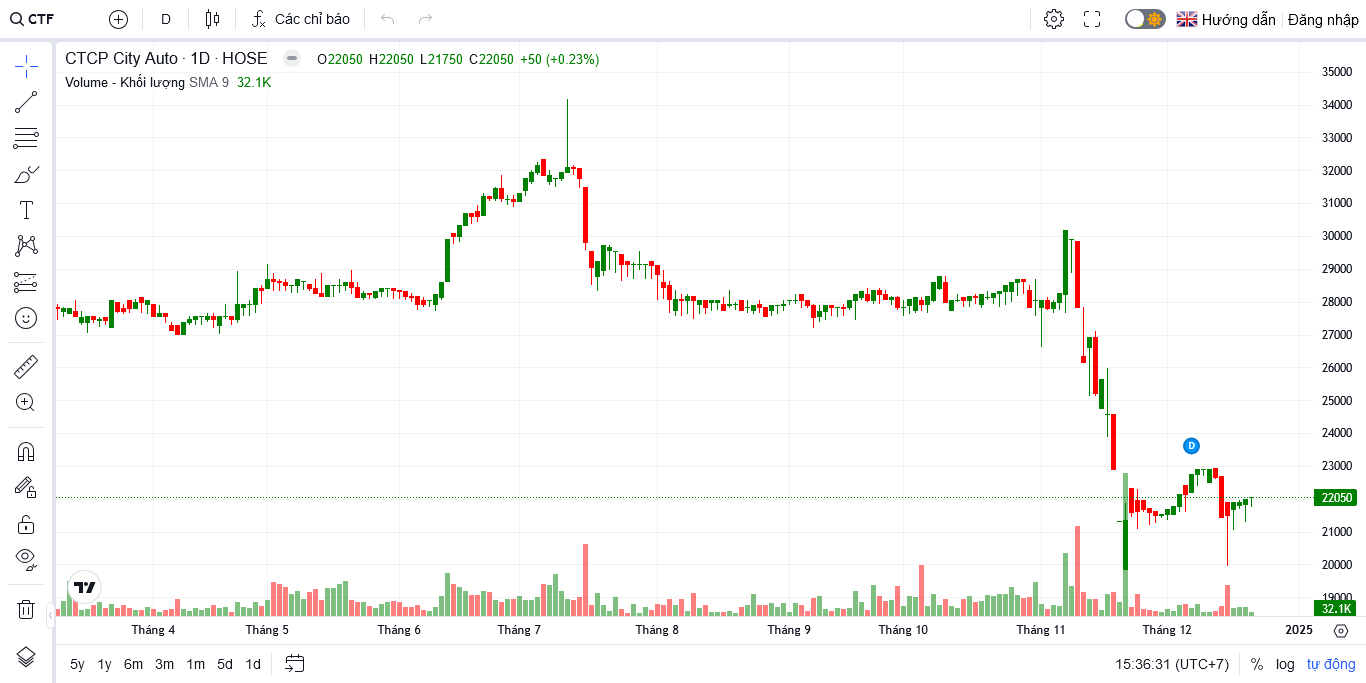 CTF D Các chỉ báo Hướng dẫn Đăng nhập
CTCP City Auto · 1D · HOSE O22050 H22050 L21750 C22050 +50 (+0.23%)
Volume - Khối lượng SMA 9 32.1K
35000
34000
33000
32000
31000
30000
29000
28000
27000
26000
25000
24000
D
23000
22050
21000
20000
19000
32.1K
Tháng 4 Tháng 5 Tháng 6 Tháng 7 Tháng 8 Tháng 9 Tháng 10 Tháng 11 Tháng 12 2025
5y 1y 6m 3m 1m 5d 1d 15:36:31 (UTC+7) % log tự động